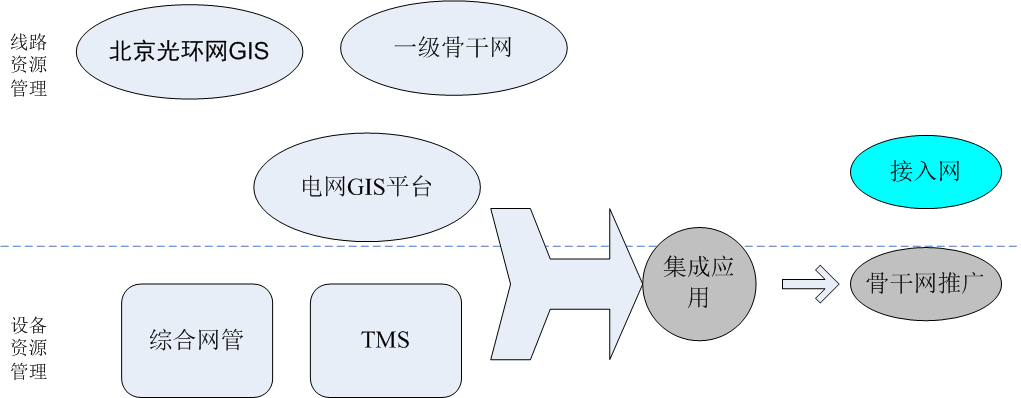 线路
资源
管理
北京光环网GIS
一级骨干网
电网GIS平台
接入网
集成应
用
骨干网推广
设备
资源
管理
综合网管
TMS